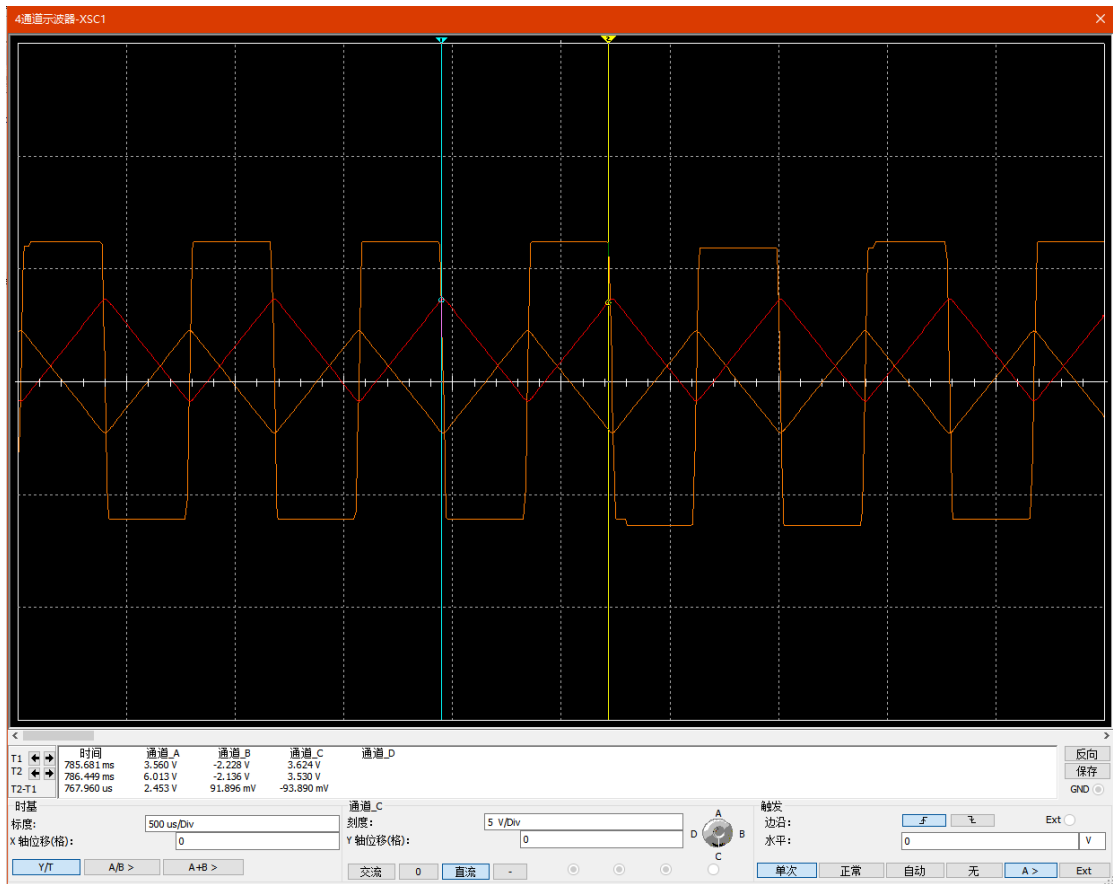 4通道示波器-XSC1
1 2
时间 通道_A 通道_B 通道_C 通道_D
T1 785.681 ms 3.560 V -2.228 V 3.624 V
T2 786.449 ms 6.013 V -2.136 V 3.530 V
T2-T1 767.960 us 2.453 V 91.896 mV -93.890 mV
反向
保存
GND
时基 通道_C 触发
标度: 500 us/Div 刻度: 5 V/Div A 边沿: Ext
X 轴位移(格): 0 Y 轴位移(格): 0 D B 水平: 0 V
C
Y/T A/B > A+B > 交流 0 直流 - 单次 正常 自动 无 A > Ext